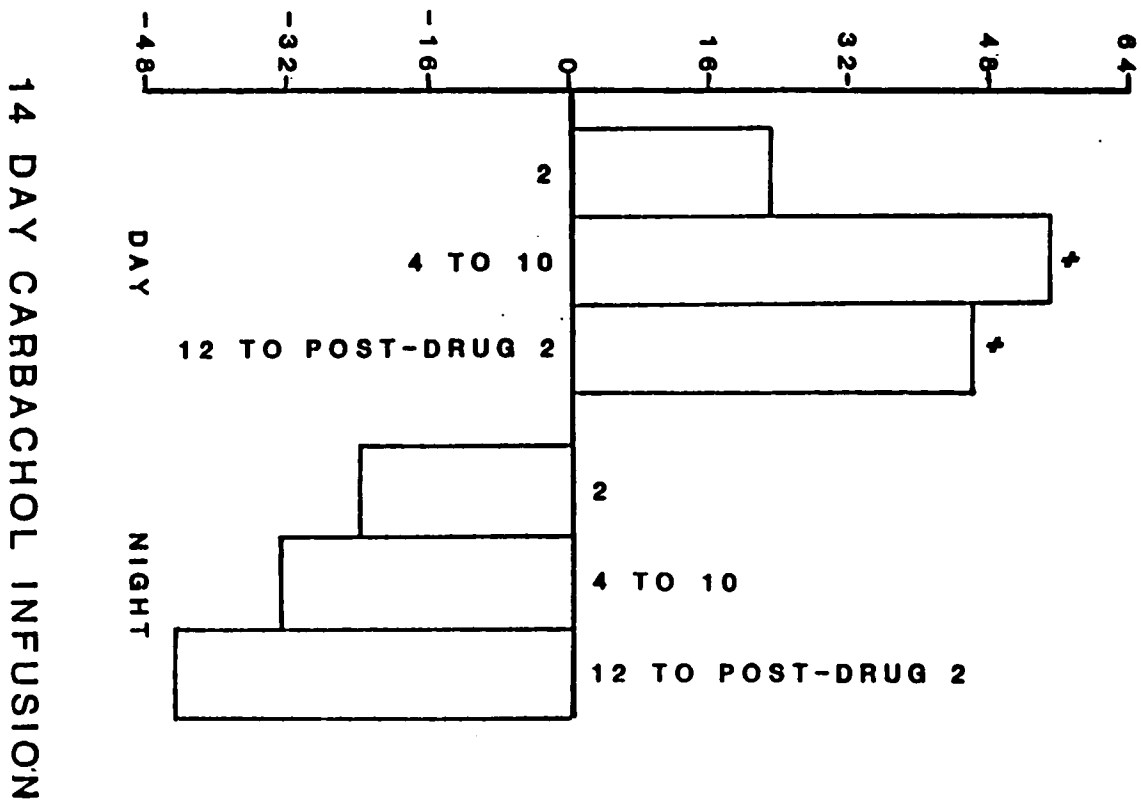 64
48
32
16
0
-16
-32
-48
2
4 TO 10
12 TO POST-DRUG 2
2
4 TO 10
12 TO POST-DRUG 2
DAY
NIGHT
14 DAY CARBACHOL INFUSION